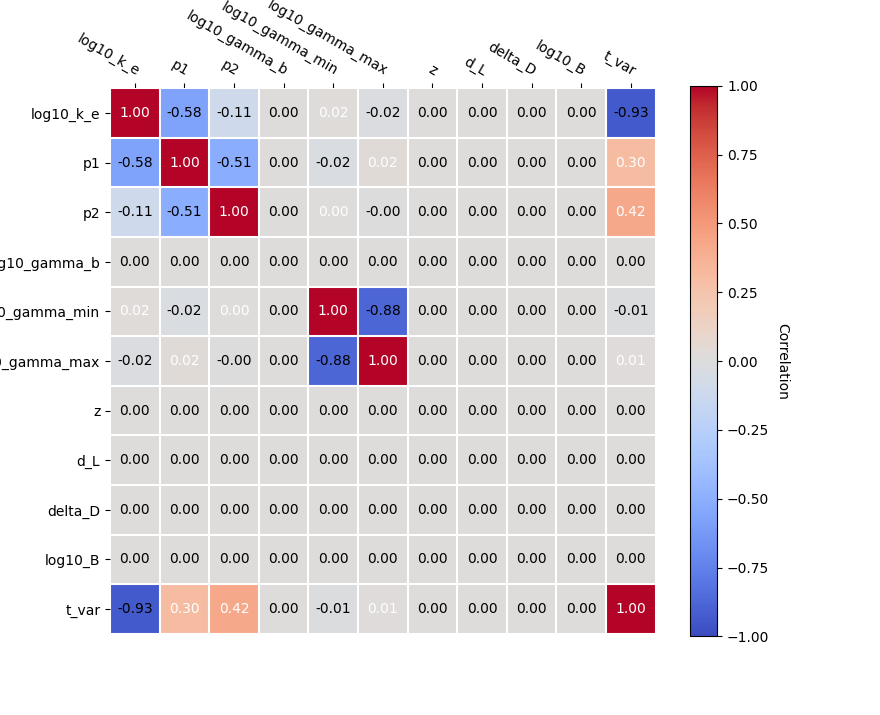 log10_k_e p1 p2 log10_gamma_b log10_gamma_min log10_gamma_max z d_L delta_D log10_B t_var
log10_k_e 1.00 -0.58 -0.11 0.00 0.02 -0.02 0.00 0.00 0.00 0.00 -0.93
p1 -0.58 1.00 -0.51 0.00 -0.02 0.02 0.00 0.00 0.00 0.00 0.30
p2 -0.11 -0.51 1.00 0.00 0.00 -0.00 0.00 0.00 0.00 0.00 0.42
g10_gamma_b 0.00 0.00 0.00 0.00 0.00 0.00 0.00 0.00 0.00 0.00 0.00
0_gamma_min 0.02 -0.02 0.00 0.00 1.00 -0.88 0.00 0.00 0.00 0.00 -0.01
_gamma_max -0.02 0.02 -0.00 0.00 -0.88 1.00 0.00 0.00 0.00 0.00 0.01
z 0.00 0.00 0.00 0.00 0.00 0.00 0.00 0.00 0.00 0.00 0.00
d_L 0.00 0.00 0.00 0.00 0.00 0.00 0.00 0.00 0.00 0.00 0.00
delta_D 0.00 0.00 0.00 0.00 0.00 0.00 0.00 0.00 0.00 0.00 0.00
log10_B 0.00 0.00 0.00 0.00 0.00 0.00 0.00 0.00 0.00 0.00 0.00
t_var -0.93 0.30 0.42 0.00 -0.01 0.01 0.00 0.00 0.00 0.00 1.00
1.00
0.75
0.50
0.25
0.00
−0.25
−0.50
−0.75
−1.00
Correlation